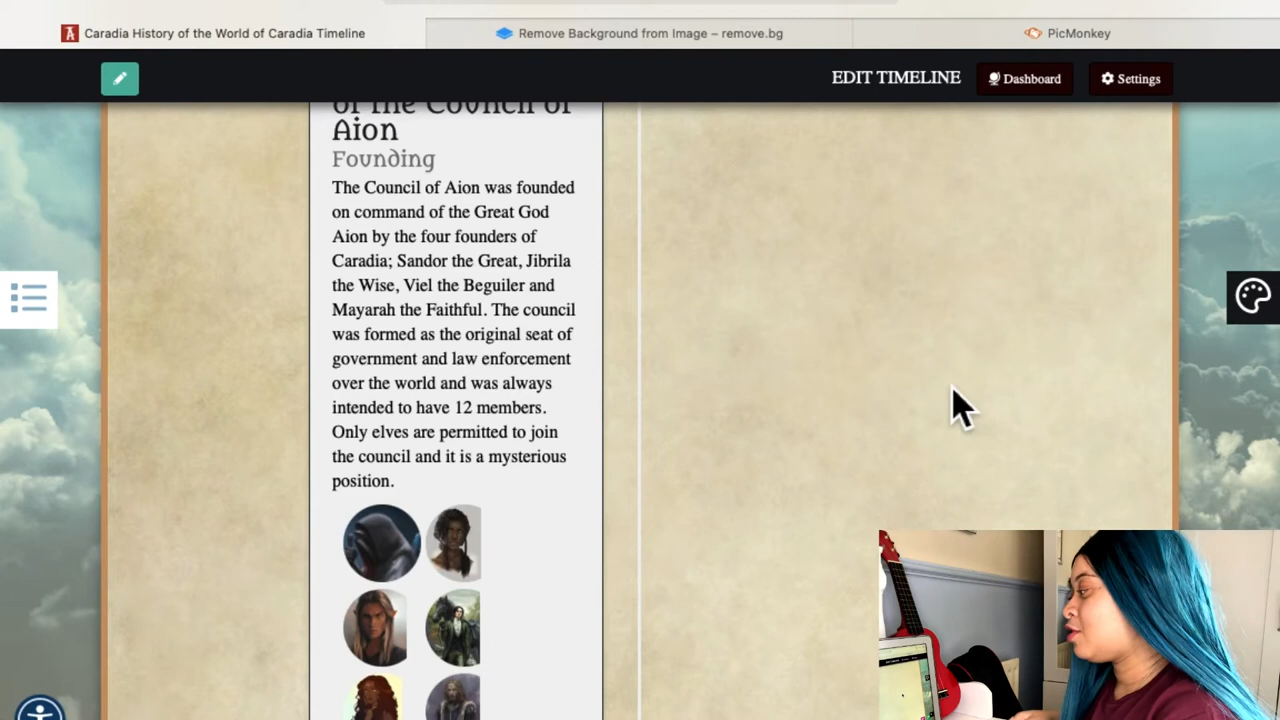 Caradia History of the World of Caradia Timeline
Remove Background from Image – remove.bg
PicMonkey
EDIT TIMELINE
Dashboard
Settings
of the Council of
Aion
Founding
The Council of Aion was founded
on command of the Great God
Aion by the four founders of
Caradia; Sandor the Great, Jibrila
the Wise, Viel the Beguiler and
Mayarah the Faithful. The council
was formed as the original seat of
government and law enforcement
over the world and was always
intended to have 12 members.
Only elves are permitted to join
the council and it is a mysterious
position.